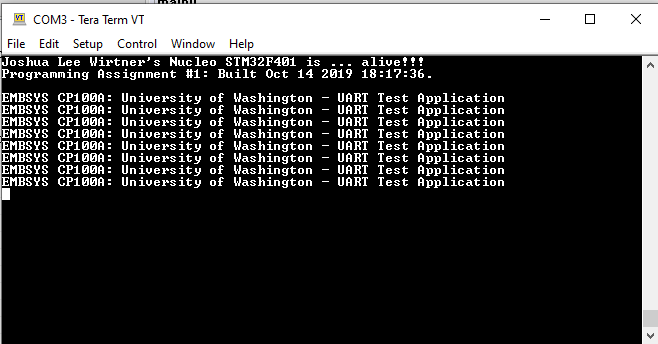 COM3 - Tera Term VT
File Edit Setup Control Window Help
Joshua Lee Wirtner's Nucleo STM32F401 is ... alive!!!
Programming Assignment #1: Built Oct 14 2019 18:17:36.
EMBSYS CP100A: University of Washington - UART Test Application
EMBSYS CP100A: University of Washington - UART Test Application
EMBSYS CP100A: University of Washington - UART Test Application
EMBSYS CP100A: University of Washington - UART Test Application
EMBSYS CP100A: University of Washington - UART Test Application
EMBSYS CP100A: University of Washington - UART Test Application
EMBSYS CP100A: University of Washington - UART Test Application
EMBSYS CP100A: University of Washington - UART Test Application